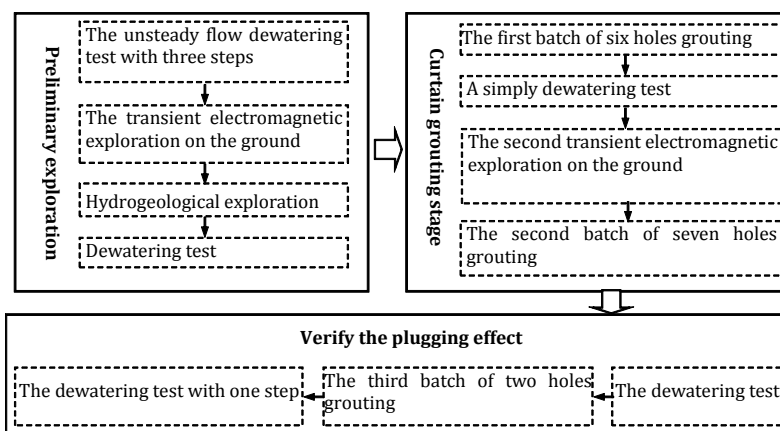 Preliminary exploration
The unsteady flow dewatering
test with three steps
The transient electromagnetic
exploration on the ground
Hydrogeological exploration
Dewatering test
Curtain grouting
stage
The first batch of six holes grouting
A simply dewatering test
The second transient electromagnetic
exploration on the ground
The second batch of seven holes
grouting
Verify the plugging effect
The dewatering test with one step
The third batch of two holes
grouting
The dewatering test